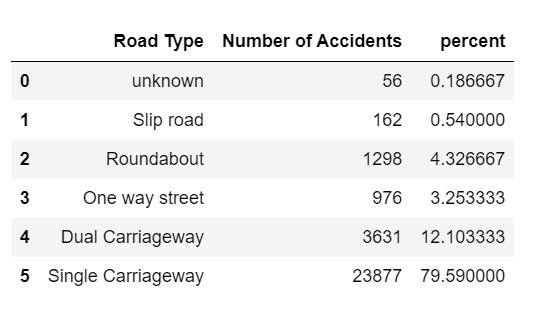 Road Type Number of Accidents percent
0 unknown 56 0.186667
1 Slip road 162 0.540000
2 Roundabout 1298 4.326667
3 One way street 976 3.253333
4 Dual Carriageway 3631 12.103333
5 Single Carriageway 23877 79.590000